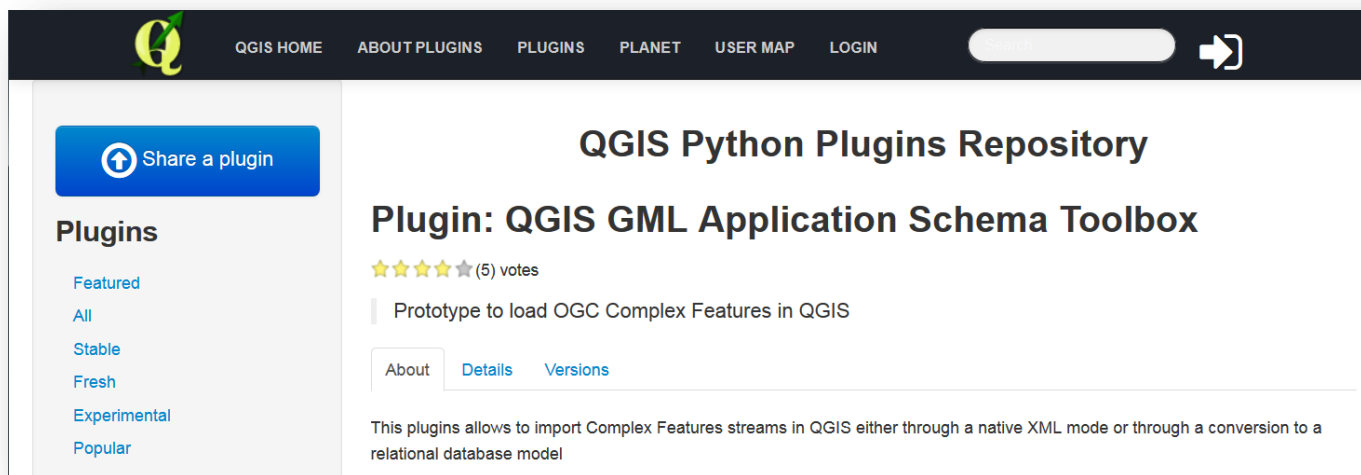 QGIS HOME ABOUT PLUGINS PLUGINS PLANET USER MAP LOGIN Search
Share a plugin
Plugins
Featured
All
Stable
Fresh
Experimental
Popular
QGIS Python Plugins Repository
Plugin: QGIS GML Application Schema Toolbox
(5) votes
Prototype to load OGC Complex Features in QGIS
About Details Versions
This plugins allows to import Complex Features streams in QGIS either through a native XML mode or through a conversion to a
relational database model